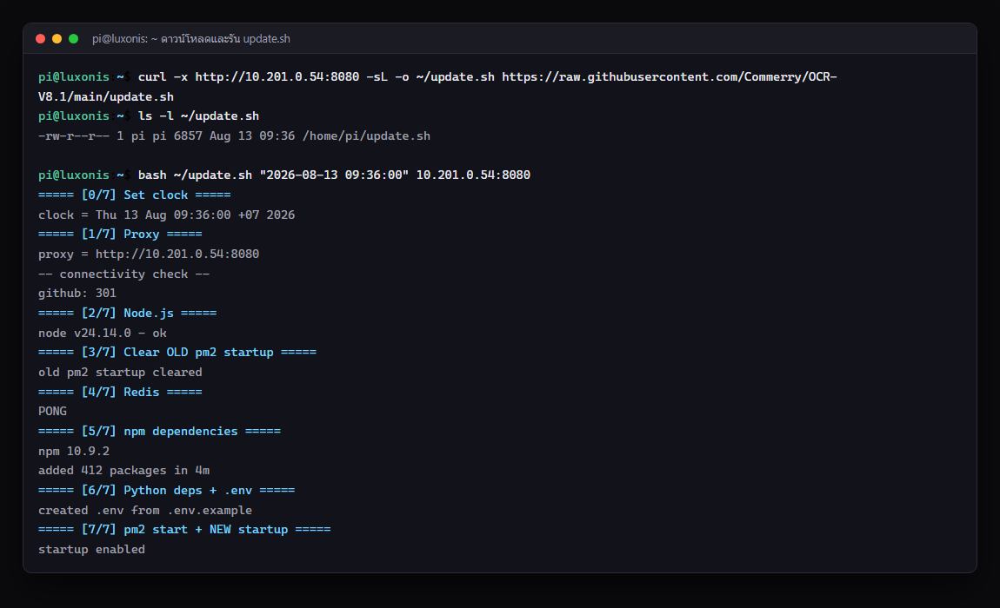 pi@luxonis: ~ ดาวน์โหลดและรัน update.sh
pi@luxonis:~$ curl -x http://10.201.0.54:8080 -sL -o ~/update.sh https://raw.githubusercontent.com/Commerry/OCR-
V8.1/main/update.sh
pi@luxonis:~$ ls -l ~/update.sh
-rw-r--r-- 1 pi pi 6857 Aug 13 09:36 /home/pi/update.sh
pi@luxonis:~$ bash ~/update.sh "2026-08-13 09:36:00" 10.201.0.54:8080
===== [0/7] Set clock =====
clock = Thu 13 Aug 09:36:00 +07 2026
===== [1/7] Proxy =====
proxy = http://10.201.0.54:8080
-- connectivity check --
github: 301
===== [2/7] Node.js =====
node v24.14.0 - ok
===== [3/7] Clear OLD pm2 startup =====
old pm2 startup cleared
===== [4/7] Redis =====
PONG
===== [5/7] npm dependencies =====
npm 10.9.2
added 412 packages in 4m
===== [6/7] Python deps + .env =====
created .env from .env.example
===== [7/7] pm2 start + NEW startup =====
startup enabled